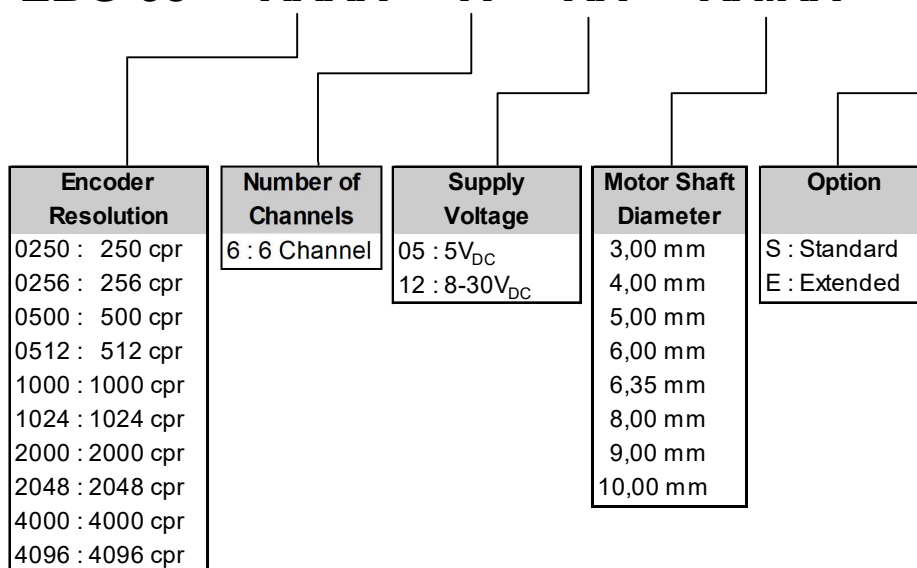 Encoder Resolution
0250 : 250 cpr
0256 : 256 cpr
0500 : 500 cpr
0512 : 512 cpr
1000 : 1000 cpr
1024 : 1024 cpr
2000 : 2000 cpr
2048 : 2048 cpr
4000 : 4000 cpr
4096 : 4096 cpr
Number of Channels
6 : 6 Channel
Supply Voltage
05 : 5V_DC
12 : 8-30V_DC
Motor Shaft Diameter
3,00 mm
4,00 mm
5,00 mm
6,00 mm
6,35 mm
8,00 mm
9,00 mm
10,00 mm
Option
S : Standard
E : Extended